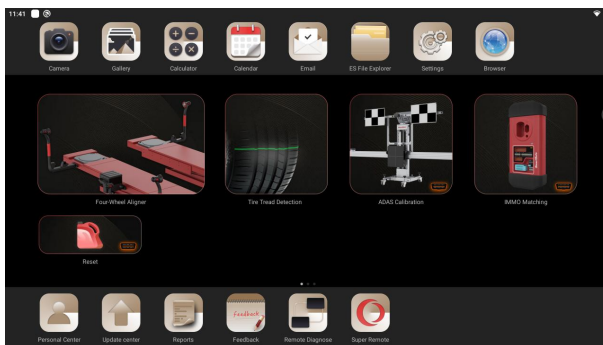 11:41
Camera
Gallery
Calculator
Calendar
Email
ES File Explorer
Settings
Browser
Four-Wheel Aligner
Tire Tread Detection
ADAS Calibration
IMMO Matching
Reset
Feedback
Personal Center
Update center
Reports
Feedback
Remote Diagnose
Super Remote